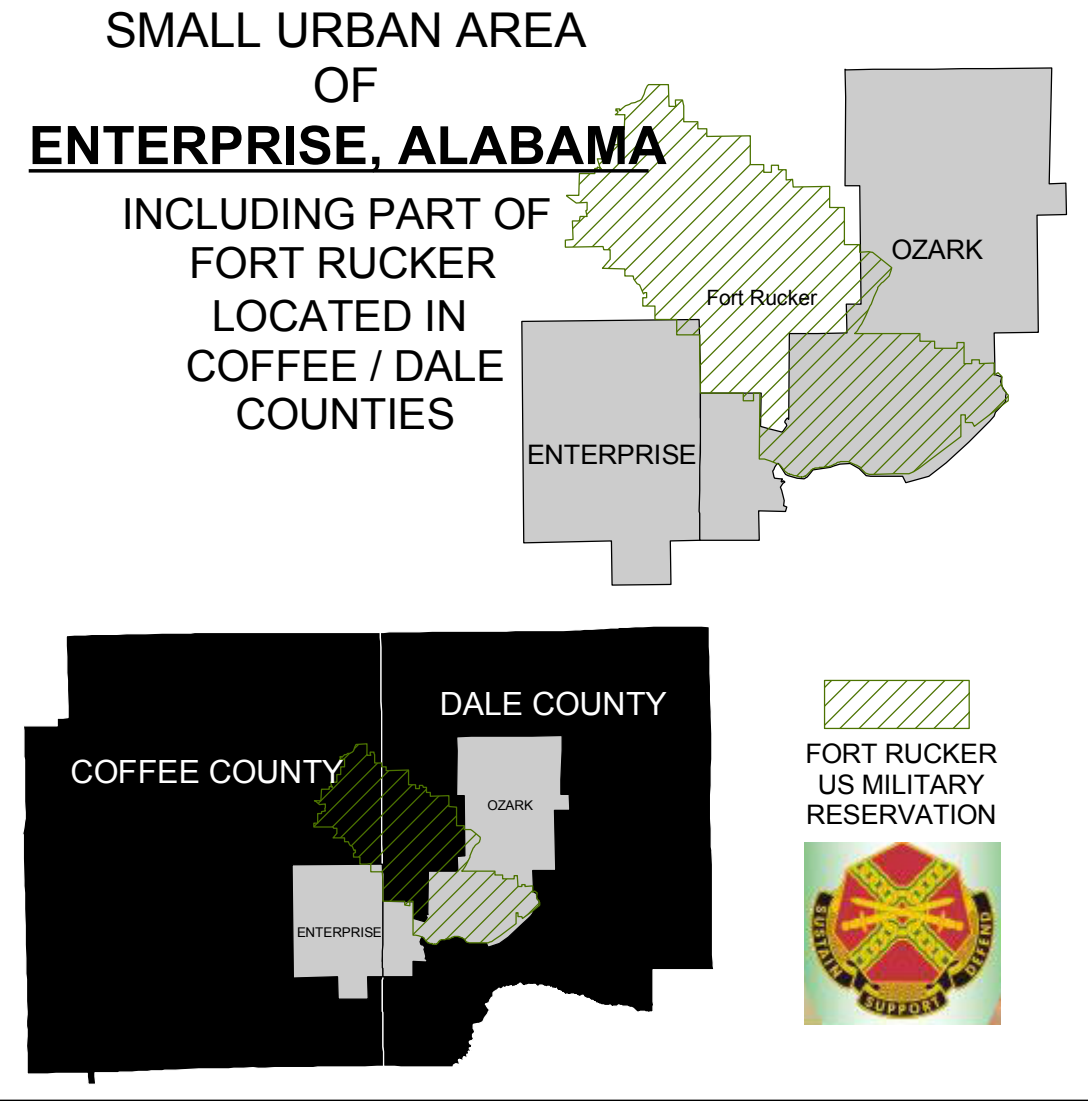 SMALL URBAN AREA
OF
ENTERPRISE, ALABAMA
INCLUDING PART OF
FORT RUCKER
LOCATED IN
COFFEE / DALE
COUNTIES
OZARK
Fort Rucker
ENTERPRISE
DALE COUNTY
COFFEE COUNTY
OZARK
ENTERPRISE
FORT RUCKER
US MILITARY
RESERVATION
SUSTAIN
SUPPORT
DEFEND